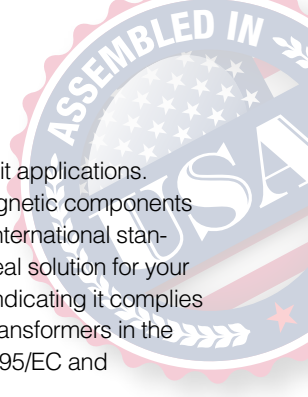 ASSEMBLED IN
USA
it applications.
gnetic components
nternational stan-
eal solution for your
ndicating it complies
ansformers in the
95/EC and